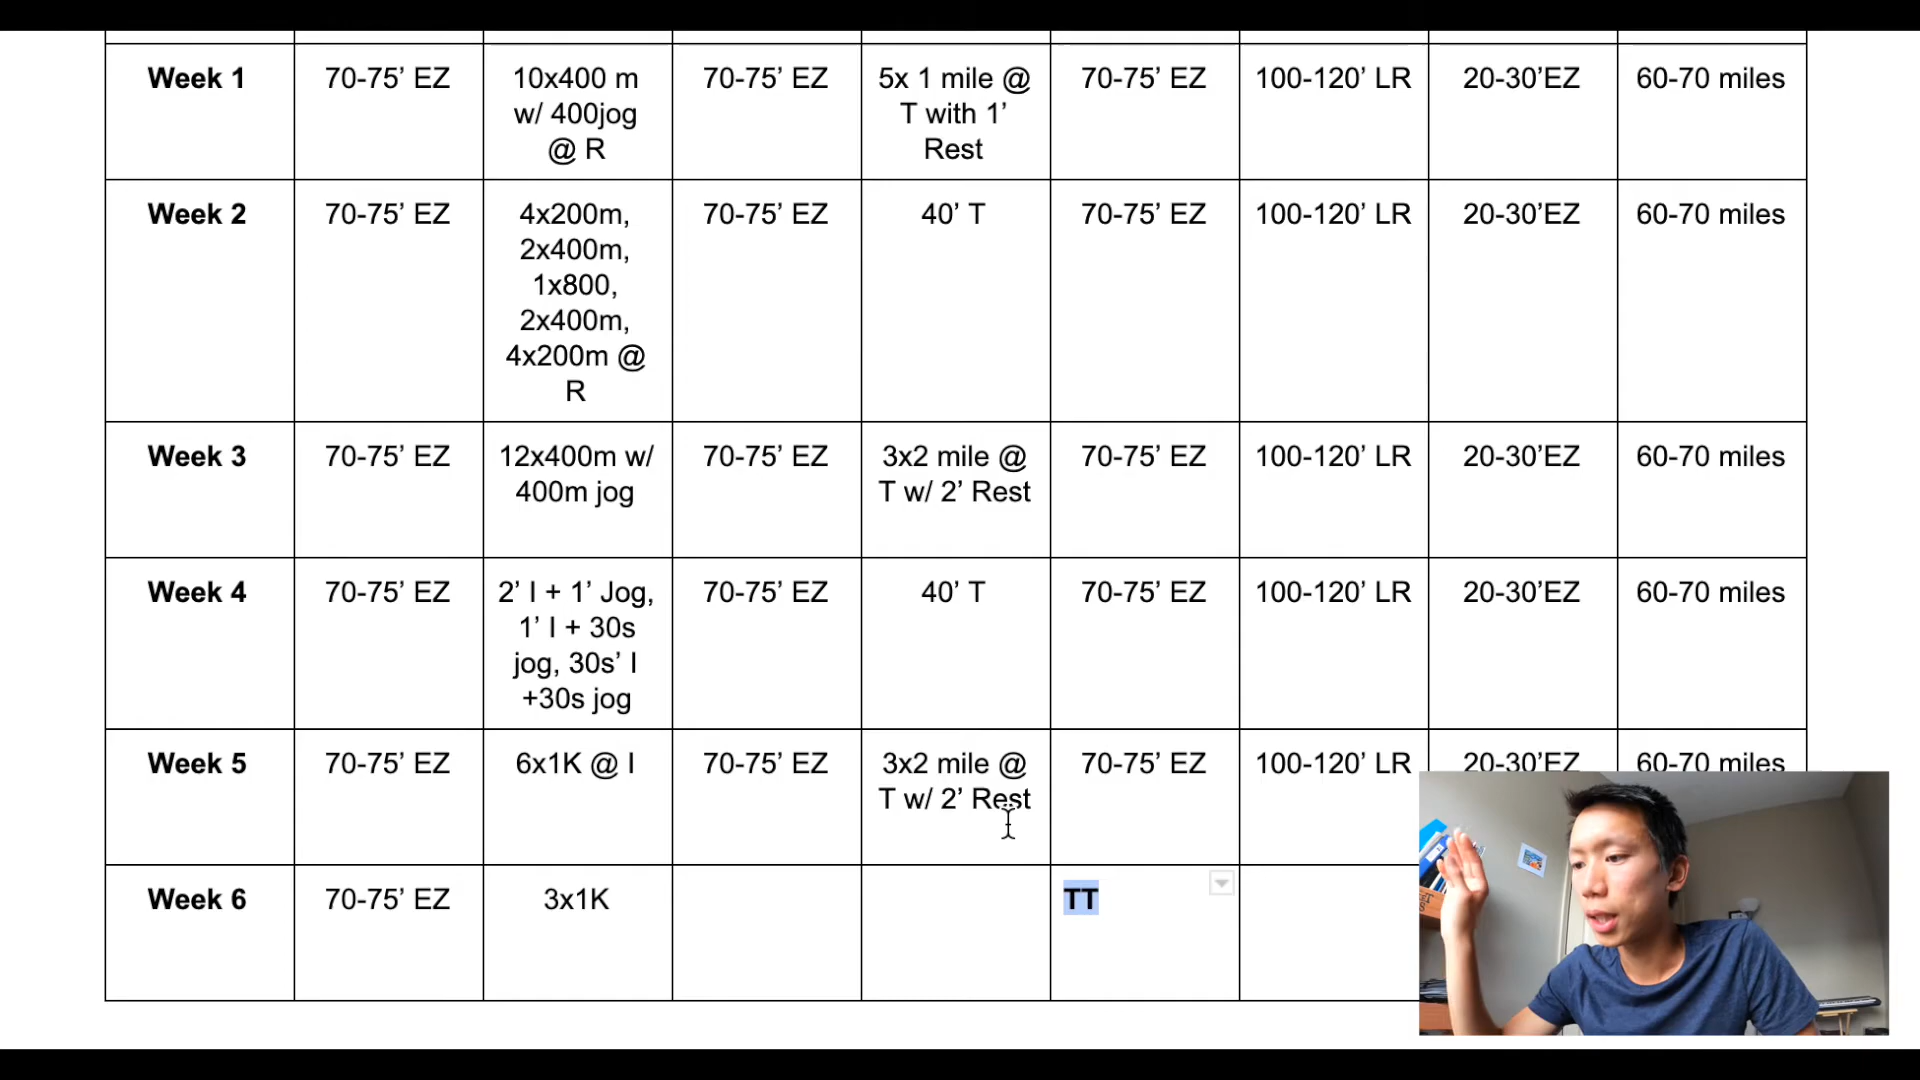 Week 1
70-75’ EZ
10x400 m
w/ 400jog
@ R
70-75’ EZ
5x 1 mile @
T with 1’
Rest
70-75’ EZ
100-120’ LR
20-30’EZ
60-70 miles
Week 2
70-75’ EZ
4x200m,
2x400m,
1x800,
2x400m,
4x200m @
R
70-75’ EZ
40’ T
70-75’ EZ
100-120’ LR
20-30’EZ
60-70 miles
Week 3
70-75’ EZ
12x400m w/
400m jog
70-75’ EZ
3x2 mile @
T w/ 2’ Rest
70-75’ EZ
100-120’ LR
20-30’EZ
60-70 miles
Week 4
70-75’ EZ
2’ I + 1’ Jog,
1’ I + 30s
jog, 30s’ I
+30s jog
70-75’ EZ
40’ T
70-75’ EZ
100-120’ LR
20-30’EZ
60-70 miles
Week 5
70-75’ EZ
6x1K @ I
70-75’ EZ
3x2 mile @
T w/ 2’ Rest
70-75’ EZ
100-120’ LR
20-30’EZ
60-70 miles
Week 6
70-75’ EZ
3x1K
TT